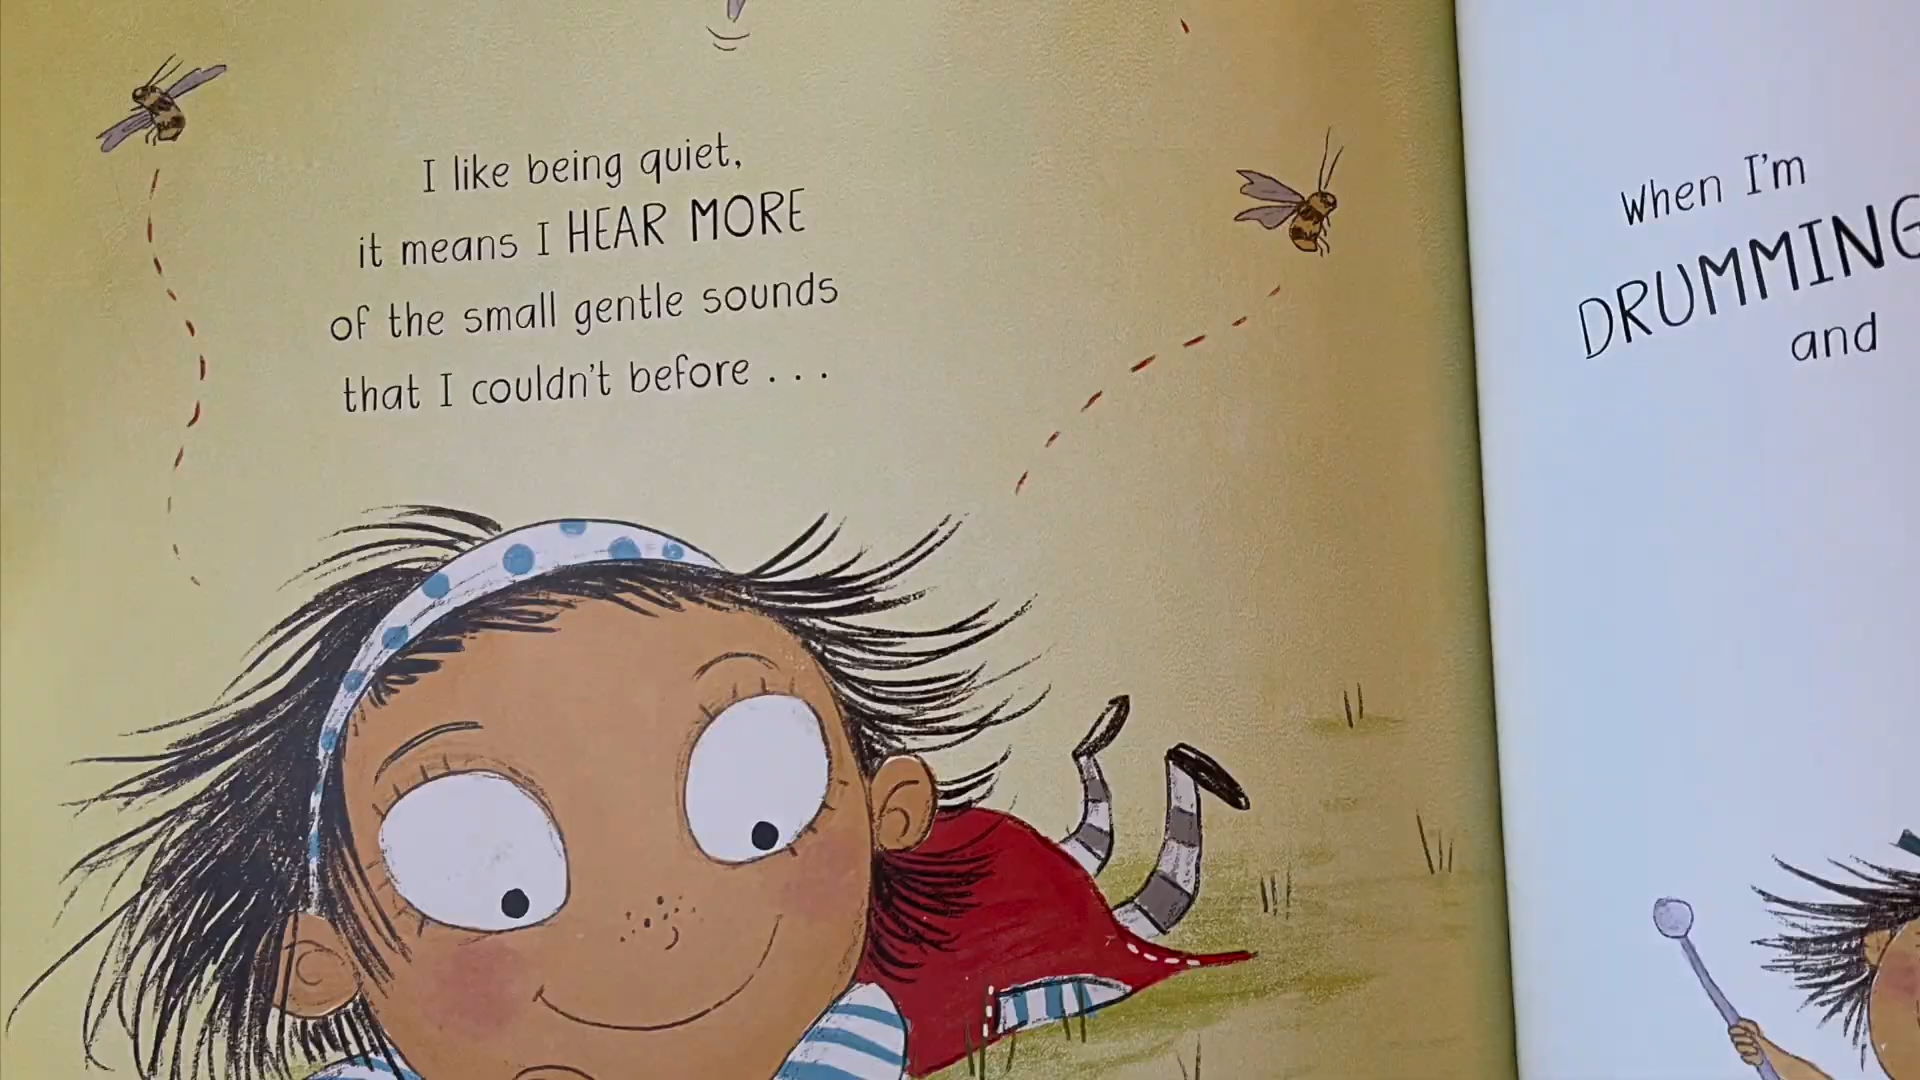 I like being quiet,
it means I HEAR MORE
of the small gentle sounds
that I couldn't before . . .
When I'm
DRUMMING
and